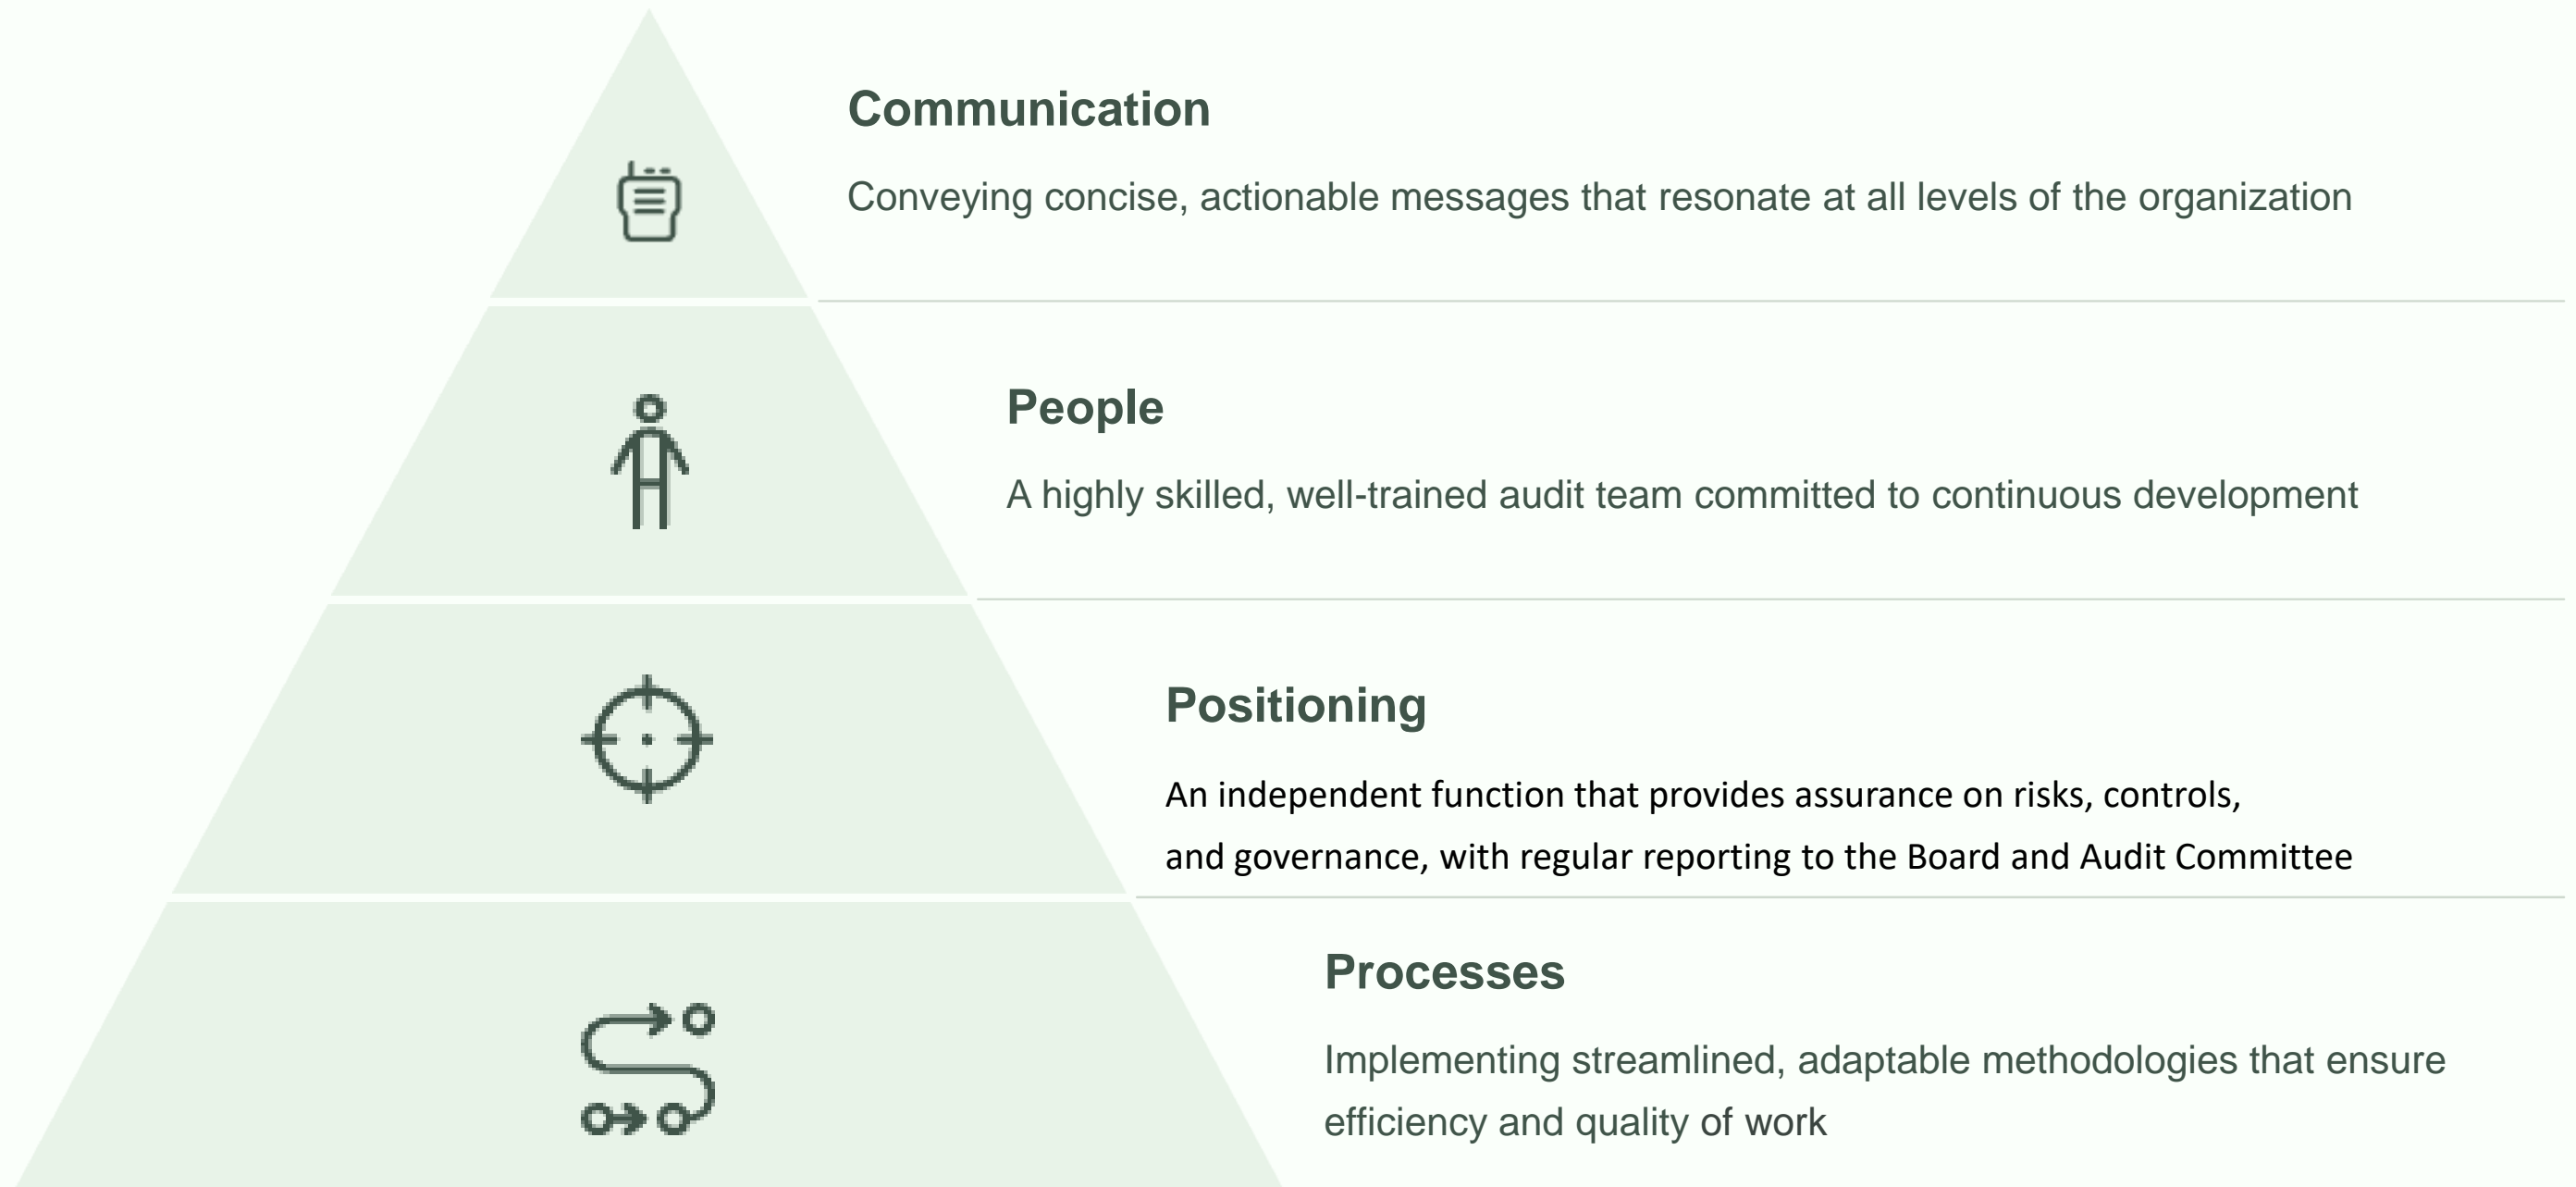 Communication
Conveying concise, actionable messages that resonate at all levels of the organization
People
A highly skilled, well-trained audit team committed to continuous development
Positioning
An independent function that provides assurance on risks, controls,
and governance, with regular reporting to the Board and Audit Committee
Processes
Implementing streamlined, adaptable methodologies that ensure
efficiency and quality of work